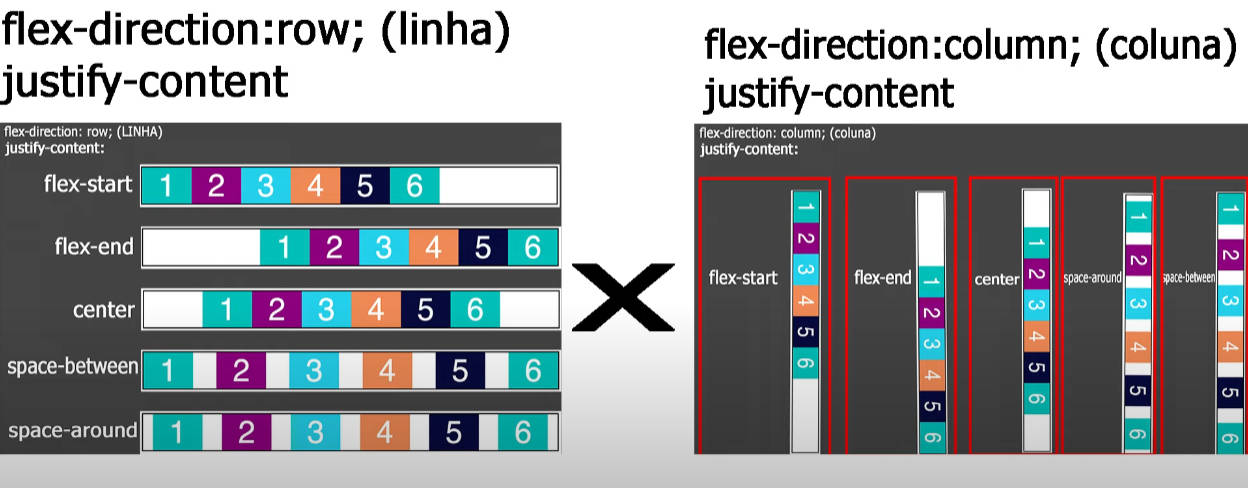 flex-direction:row; (linha)
justify-content
flex-direction: row; (LINHA)
justify-content:
flex-start 1 2 3 4 5 6
flex-end 1 2 3 4 5 6
center 1 2 3 4 5 6
space-between 1 2 3 4 5 6
space-around 1 2 3 4 5 6
X
flex-direction:column; (coluna)
justify-content
flex-direction: column; (coluna)
justify-content:
flex-start
1
2
3
4
5
6
flex-end
1
2
3
4
5
6
center
1
2
3
4
5
6
space-around
1
2
3
4
5
6
space-between
1
2
3
4
5
6